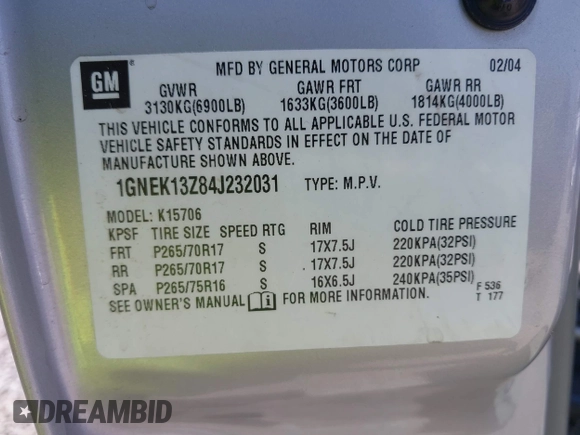 GM
MFD BY GENERAL MOTORS CORP 02/04
GVWR GAWR FRT GAWR RR
3130KG(6900LB) 1633KG(3600LB) 1814KG(4000LB)
THIS VEHICLE CONFORMS TO ALL APPLICABLE U.S. FEDERAL MOTOR
VEHICLE SAFETY STANDARDS IN EFFECT ON THE DATE OF
MANUFACTURE SHOWN ABOVE.
1GNEK13Z84J232031 TYPE: M.P.V.
MODEL: K15706
KPSF TIRE SIZE SPEED RTG RIM COLD TIRE PRESSURE
FRT P265/70R17 S 17X7.5J 220KPA(32PSI)
RR P265/70R17 S 17X7.5J 220KPA(32PSI)
SPA P265/75R16 S 16X6.5J 240KPA(35PSI) F 536
SEE OWNER'S MANUAL FOR MORE INFORMATION. T 177
DREAMBID